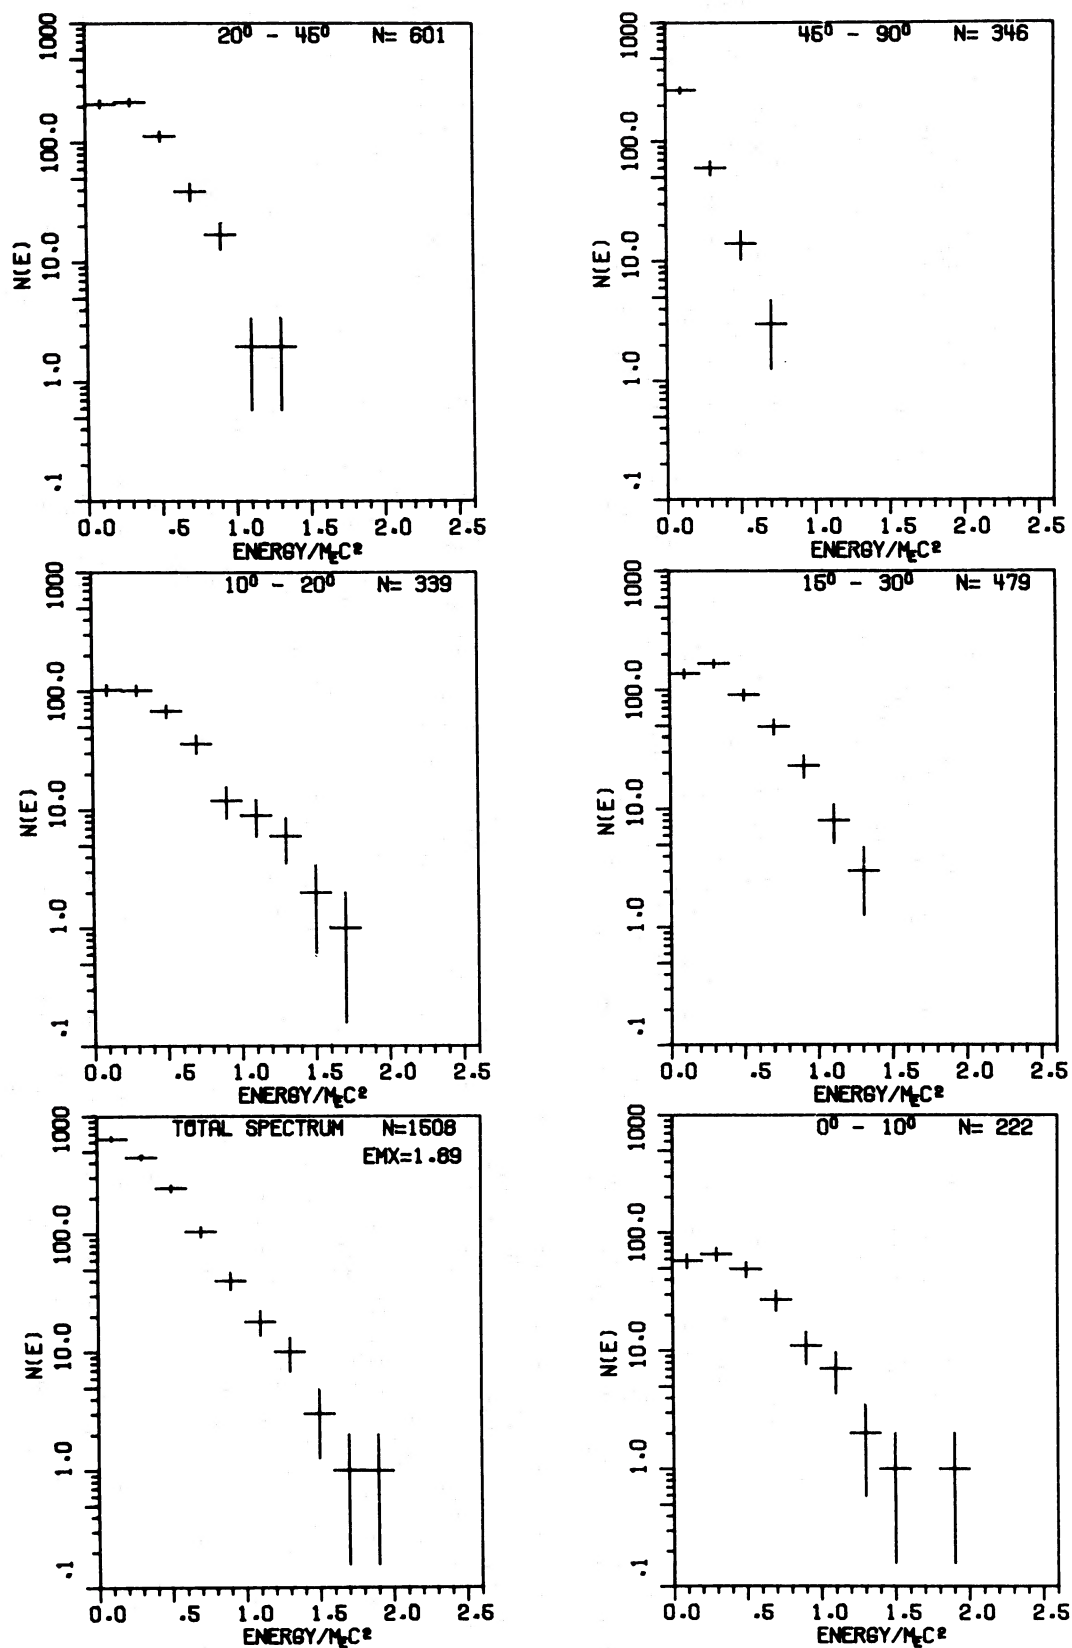 20⁰ - 45⁰ N= 601
N(E)
1000
100.0
10.0
1.0
.1
0.0 .5 1.0 1.5 2.0 2.5
ENERGY/MEC²
45⁰ - 90⁰ N= 346
N(E)
1000
100.0
10.0
1.0
.1
0.0 .5 1.0 1.5 2.0 2.5
ENERGY/MEC²
10⁰ - 20⁰ N= 339
N(E)
1000
100.0
10.0
1.0
.1
0.0 .5 1.0 1.5 2.0 2.5
ENERGY/MEC²
15⁰ - 30⁰ N= 479
N(E)
1000
100.0
10.0
1.0
.1
0.0 .5 1.0 1.5 2.0 2.5
ENERGY/MEC²
TOTAL SPECTRUM N=1508
EMX=1.89
N(E)
1000
100.0
10.0
1.0
.1
0.0 .5 1.0 1.5 2.0 2.5
ENERGY/MEC²
0⁰ - 10⁰ N= 222
N(E)
1000
100.0
10.0
1.0
.1
0.0 .5 1.0 1.5 2.0 2.5
ENERGY/MEC²